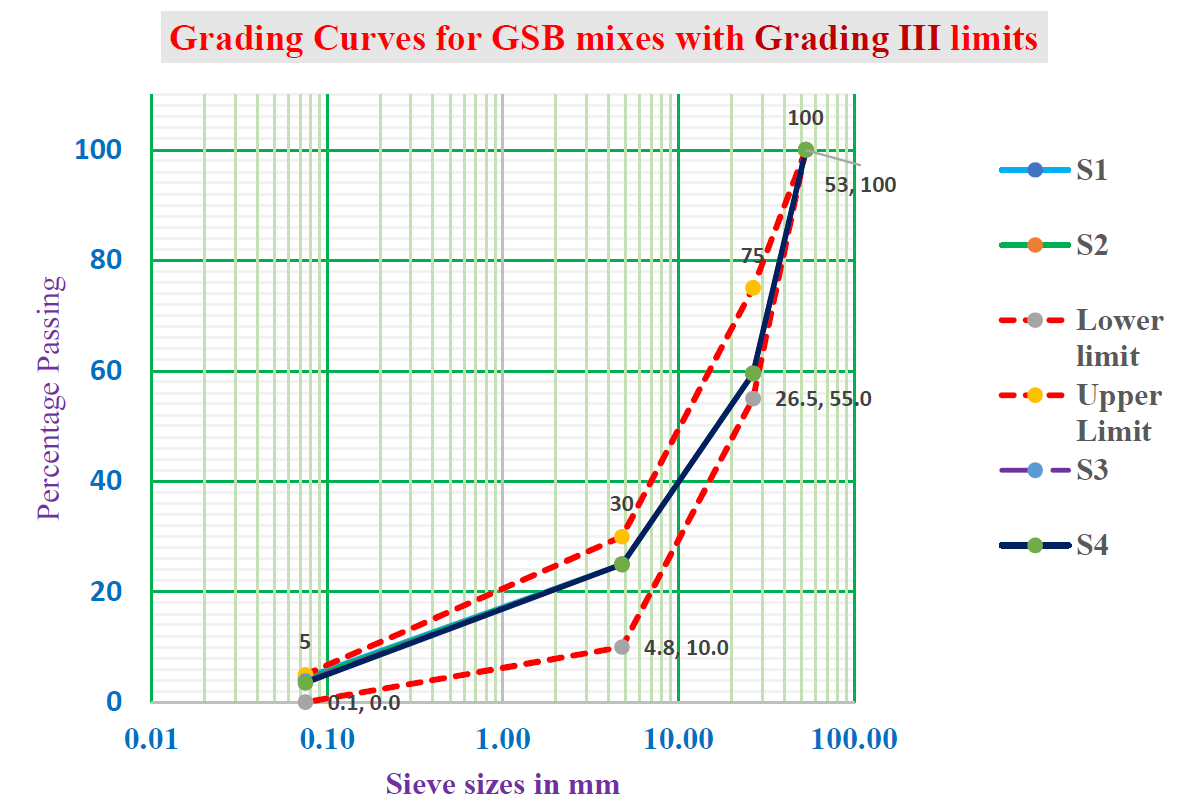 Grading Curves for GSB mixes with Grading III limits
100
100
53, 100
80
75
60
26.5, 55.0
40
30
20
5
4.8, 10.0
0
0.1, 0.0
0.01
0.10
1.00
10.00
100.00
Percentage Passing
Sieve sizes in mm
S1
S2
Lower
limit
Upper
Limit
S3
S4